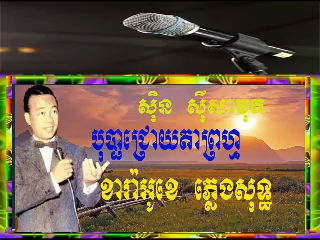 ស៊ិន ស៊ីសាមុត
បុប្ផាជ្រោយតាព្រហ្ម
ខារ៉ាអូខេ ភ្លេងសុទ្ធ